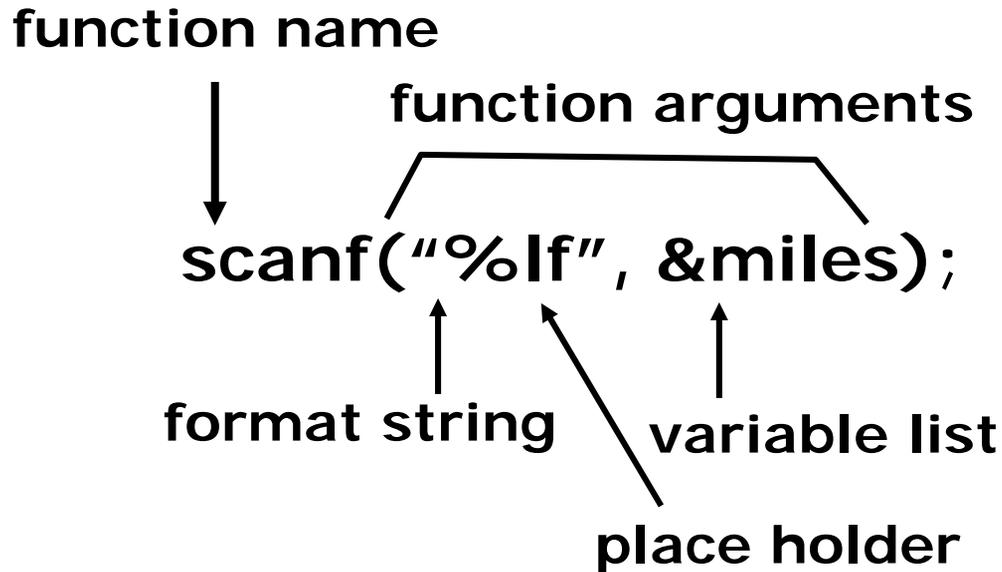 function name
function arguments
scanf(“%lf”, &miles);
format string
variable list
place holder